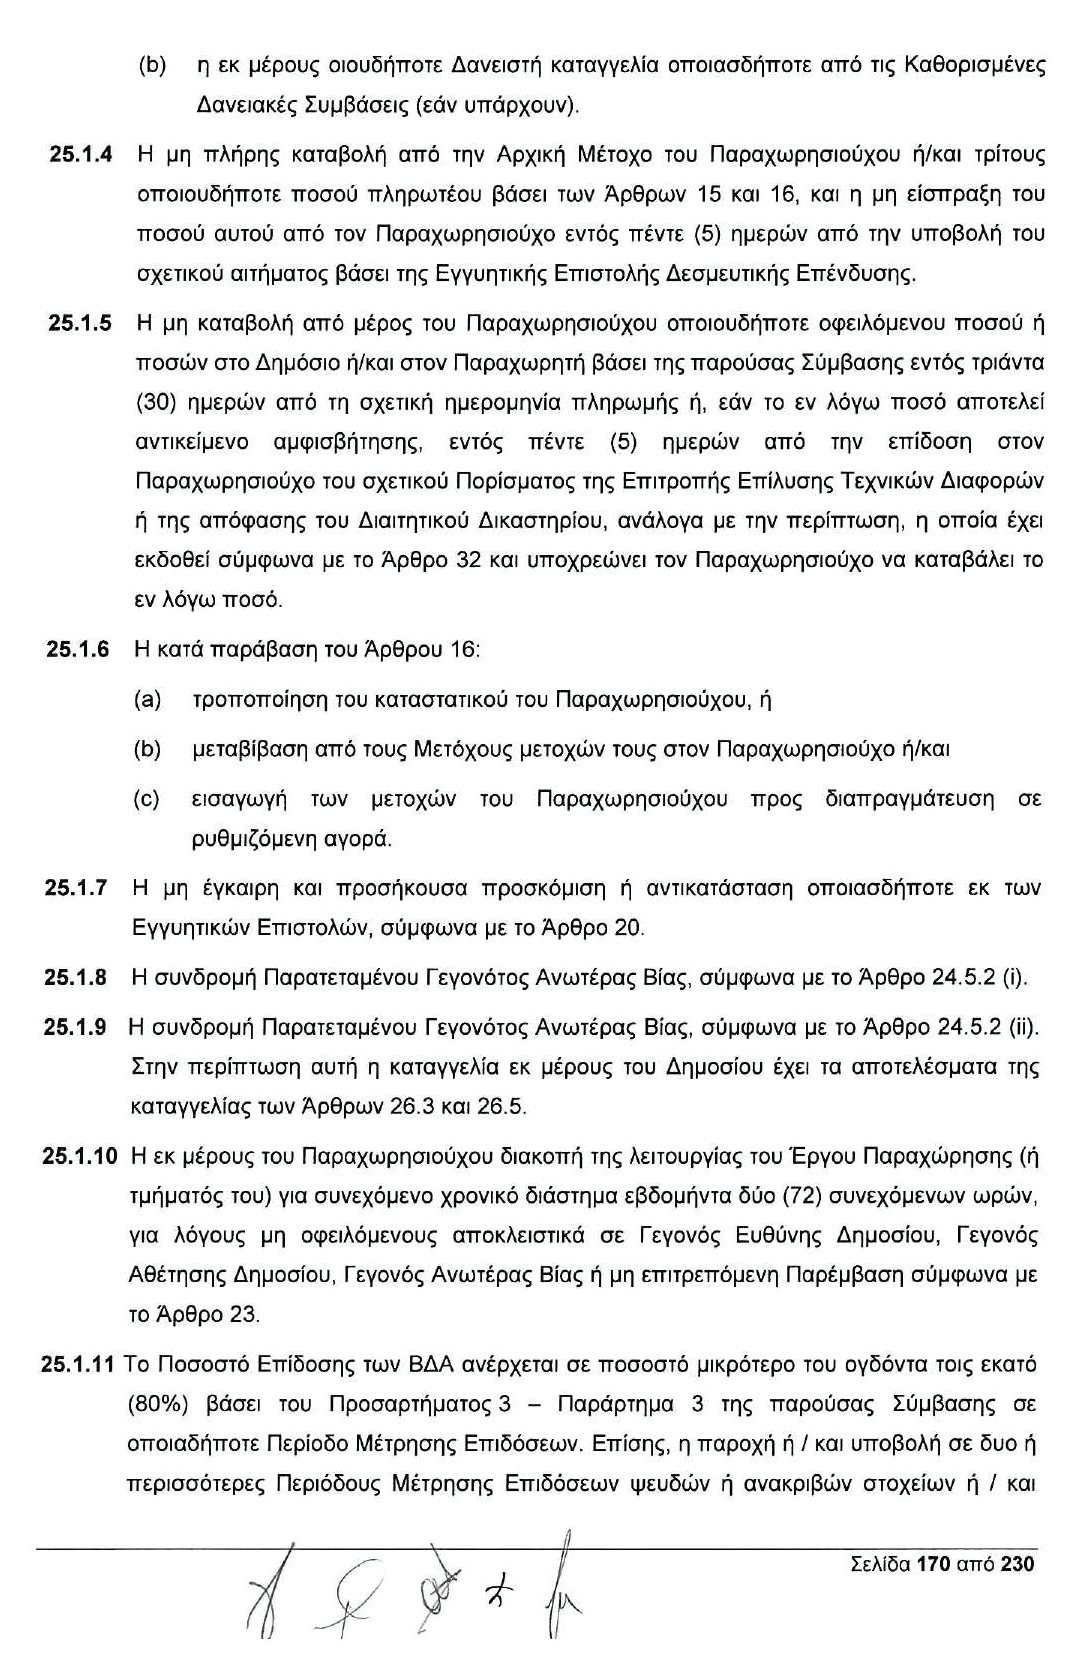 (b) η εκ μέρους οιουδήποτε Δανειστή καταγγελία οποιασδήποτε από τις Καθορισμένες
Δανειακές Συμβάσεις (εάν υπάρχουν).
25.1.4 Η μη πλήρης καταβολή από την Αρχική Μέτοχο του Παραχωρησιούχου ή/και τρίτους
οποιουδήποτε ποσού πληρωτέου βάσει των Άρθρων 15 και 16, και η μη είσπραξη του
ποσού αυτού από τον Παραχωρησιούχο εντός πέντε (5) ημερών από την υποβολή του
σχετικού αιτήματος βάσει της Εγγυητικής Επιστολής Δεσμευτικής Επένδυσης.
25.1.5 Η μη καταβολή από μέρος του Παραχωρησιούχου οποιουδήποτε οφειλόμενου ποσού ή
ποσών στο Δημόσιο ή/και στον Παραχωρητή βάσει της παρούσας Σύμβασης εντός τριάντα
(30) ημερών από τη σχετική ημερομηνία πληρωμής ή, εάν το εν λόγω ποσό αποτελεί
αντικείμενο αμφισβήτησης, εντός πέντε (5) ημερών από την επίδοση στον
Παραχωρησιούχο του σχετικού Πορίσματος της Επιτροπής Επίλυσης Τεχνικών Διαφορών
ή της απόφασης του Διαιτητικού Δικαστηρίου, ανάλογα με την περίπτωση, η οποία έχει
εκδοθεί σύμφωνα με το Άρθρο 32 και υποχρεώνει τον Παραχωρησιούχο να καταβάλει το
εν λόγω ποσό.
25.1.6 Η κατά παράβαση του Άρθρου 16:
(a) τροποποίηση του καταστατικού του Παραχωρησιούχου, ή
(b) μεταβίβαση από τους Μετόχους μετοχών τους στον Παραχωρησιούχο ή/και
(c) εισαγωγή των μετοχών του Παραχωρησιούχου προς διαπραγμάτευση σε
ρυθμιζόμενη αγορά.
25.1.7 Η μη έγκαιρη και προσήκουσα προσκόμιση ή αντικατάσταση οποιασδήποτε εκ των
Εγγυητικών Επιστολών, σύμφωνα με το Άρθρο 20.
25.1.8 Η συνδρομή Παρατεταμένου Γεγονότος Ανωτέρας Βίας, σύμφωνα με το Άρθρο 24.5.2 (i).
25.1.9 Η συνδρομή Παρατεταμένου Γεγονότος Ανωτέρας Βίας, σύμφωνα με το Άρθρο 24.5.2 (ii).
Στην περίπτωση αυτή η καταγγελία εκ μέρους του Δημοσίου έχει τα αποτελέσματα της
καταγγελίας των Άρθρων 26.3 και 26.5.
25.1.10 Η εκ μέρους του Παραχωρησιούχου διακοπή της λειτουργίας του Έργου Παραχώρησης (ή
τμήματός του) για συνεχόμενο χρονικό διάστημα εβδομήντα δύο (72) συνεχόμενων ωρών,
για λόγους μη οφειλόμενους αποκλειστικά σε Γεγονός Ευθύνης Δημοσίου, Γεγονός
Αθέτησης Δημοσίου, Γεγονός Ανωτέρας Βίας ή μη επιτρεπόμενη Παρέμβαση σύμφωνα με
το Άρθρο 23.
25.1.11 Το Ποσοστό Επίδοσης των ΒΔΑ ανέρχεται σε ποσοστό μικρότερο του ογδόντα τοις εκατό
(80%) βάσει του Προσαρτήματος 3 – Παράρτημα 3 της παρούσας Σύμβασης σε
οποιαδήποτε Περίοδο Μέτρησης Επιδόσεων. Επίσης, η παροχή ή / και υποβολή σε δυο ή
περισσότερες Περιόδους Μέτρησης Επιδόσεων ψευδών ή ανακριβών στοιχείων ή / και
Σελίδα 170 από 230